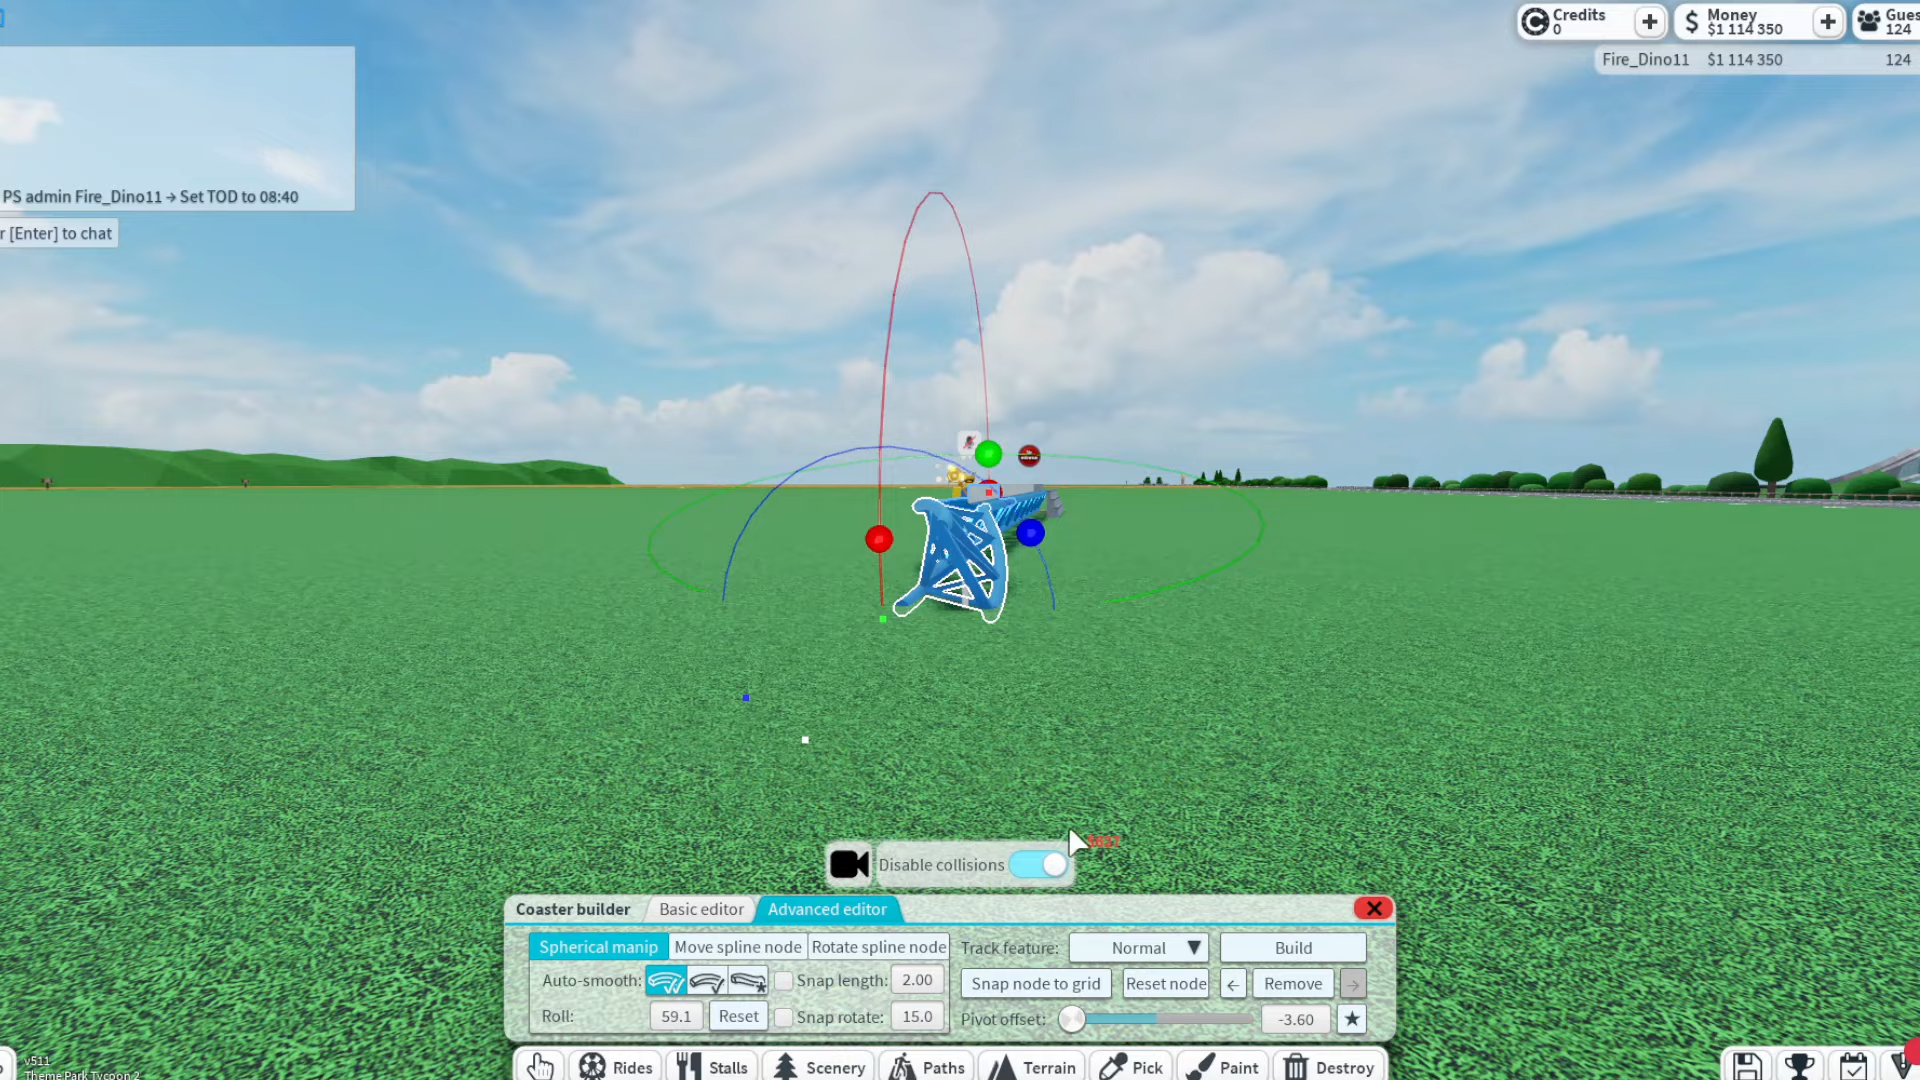 Credits
0
Money
$1 114 350
Gues
124
Fire_Dino11 $1 114 350 124
PS admin Fire_Dino11 → Set TOD to 08:40
r [Enter] to chat
Disable collisions
Coaster builder
Basic editor
Advanced editor
Spherical manip
Move spline node
Rotate spline node
Track feature:
Normal
Build
Auto-smooth:
Snap length:
2.00
Snap node to grid
Reset node
←
Remove
→
Roll:
59.1
Reset
Snap rotate:
15.0
Pivot offset:
-3.60
v511
Theme Park Tycoon 2
Rides
Stalls
Scenery
Paths
Terrain
Pick
Paint
Destroy